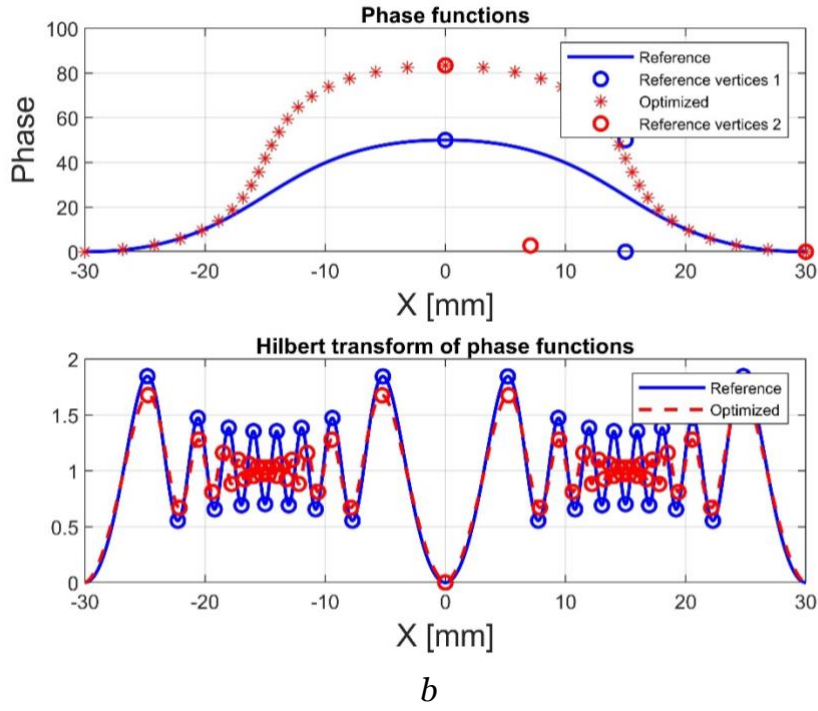 Phase functions
100
80
60
40
20
0
Phase
Reference
Reference vertices 1
Optimized
Reference vertices 2
-30 -20 -10 0 10 20 30
X [mm]
Hilbert transform of phase functions
2
1.5
1
0.5
0
Reference
Optimized
-30 -20 -10 0 10 20 30
X [mm]
b